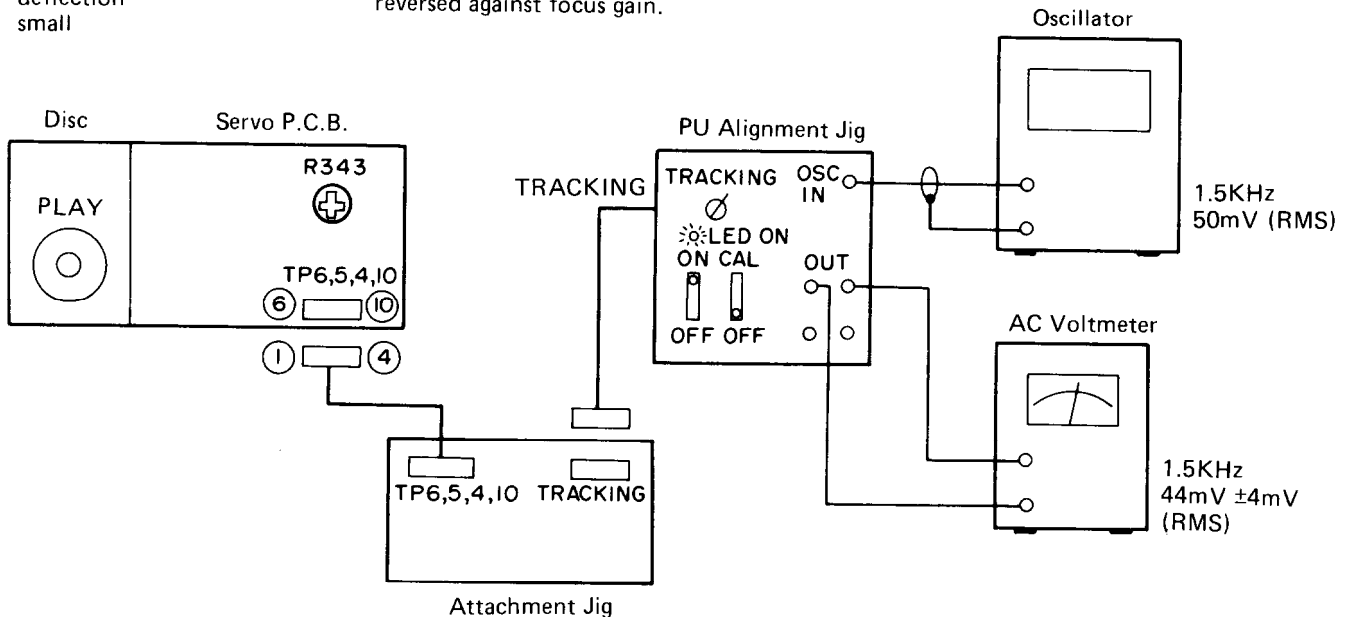 deflection
small
reversed against focus gain.
Oscillator
Disc
Servo P.C.B.
PU Alignment Jig
R343
PLAY
TP6,5,4,10
6
10
1
4
TRACKING
TRACKING
OSC
IN
LED ON
ON CAL
OUT
OFF OFF
1.5KHz
50mV (RMS)
AC Voltmeter
1.5KHz
44mV ±4mV
(RMS)
TP6,5,4,10 TRACKING
Attachment Jig